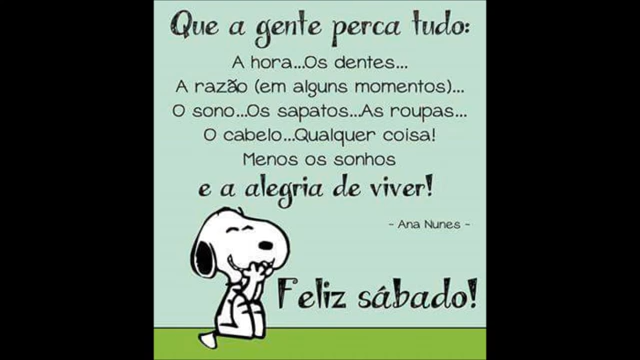 Que a gente perca tudo:
A hora...Os dentes...
A razão (em alguns momentos)...
O sono...Os sapatos...As roupas...
O cabelo...Qualquer coisa!
Menos os sonhos
e a alegria de viver!
- Ana Nunes -
Feliz sábado!